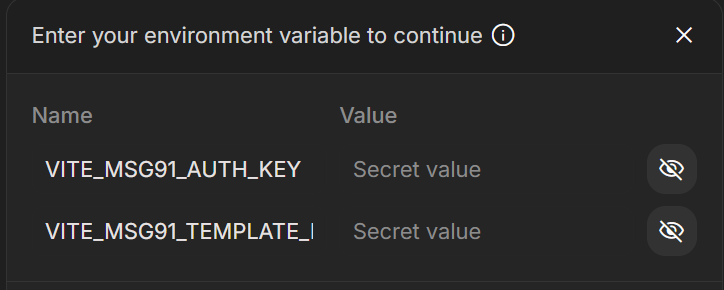 Enter your environment variable to continue
Name Value
VITE_MSG91_AUTH_KEY Secret value
VITE_MSG91_TEMPLATE_ Secret value